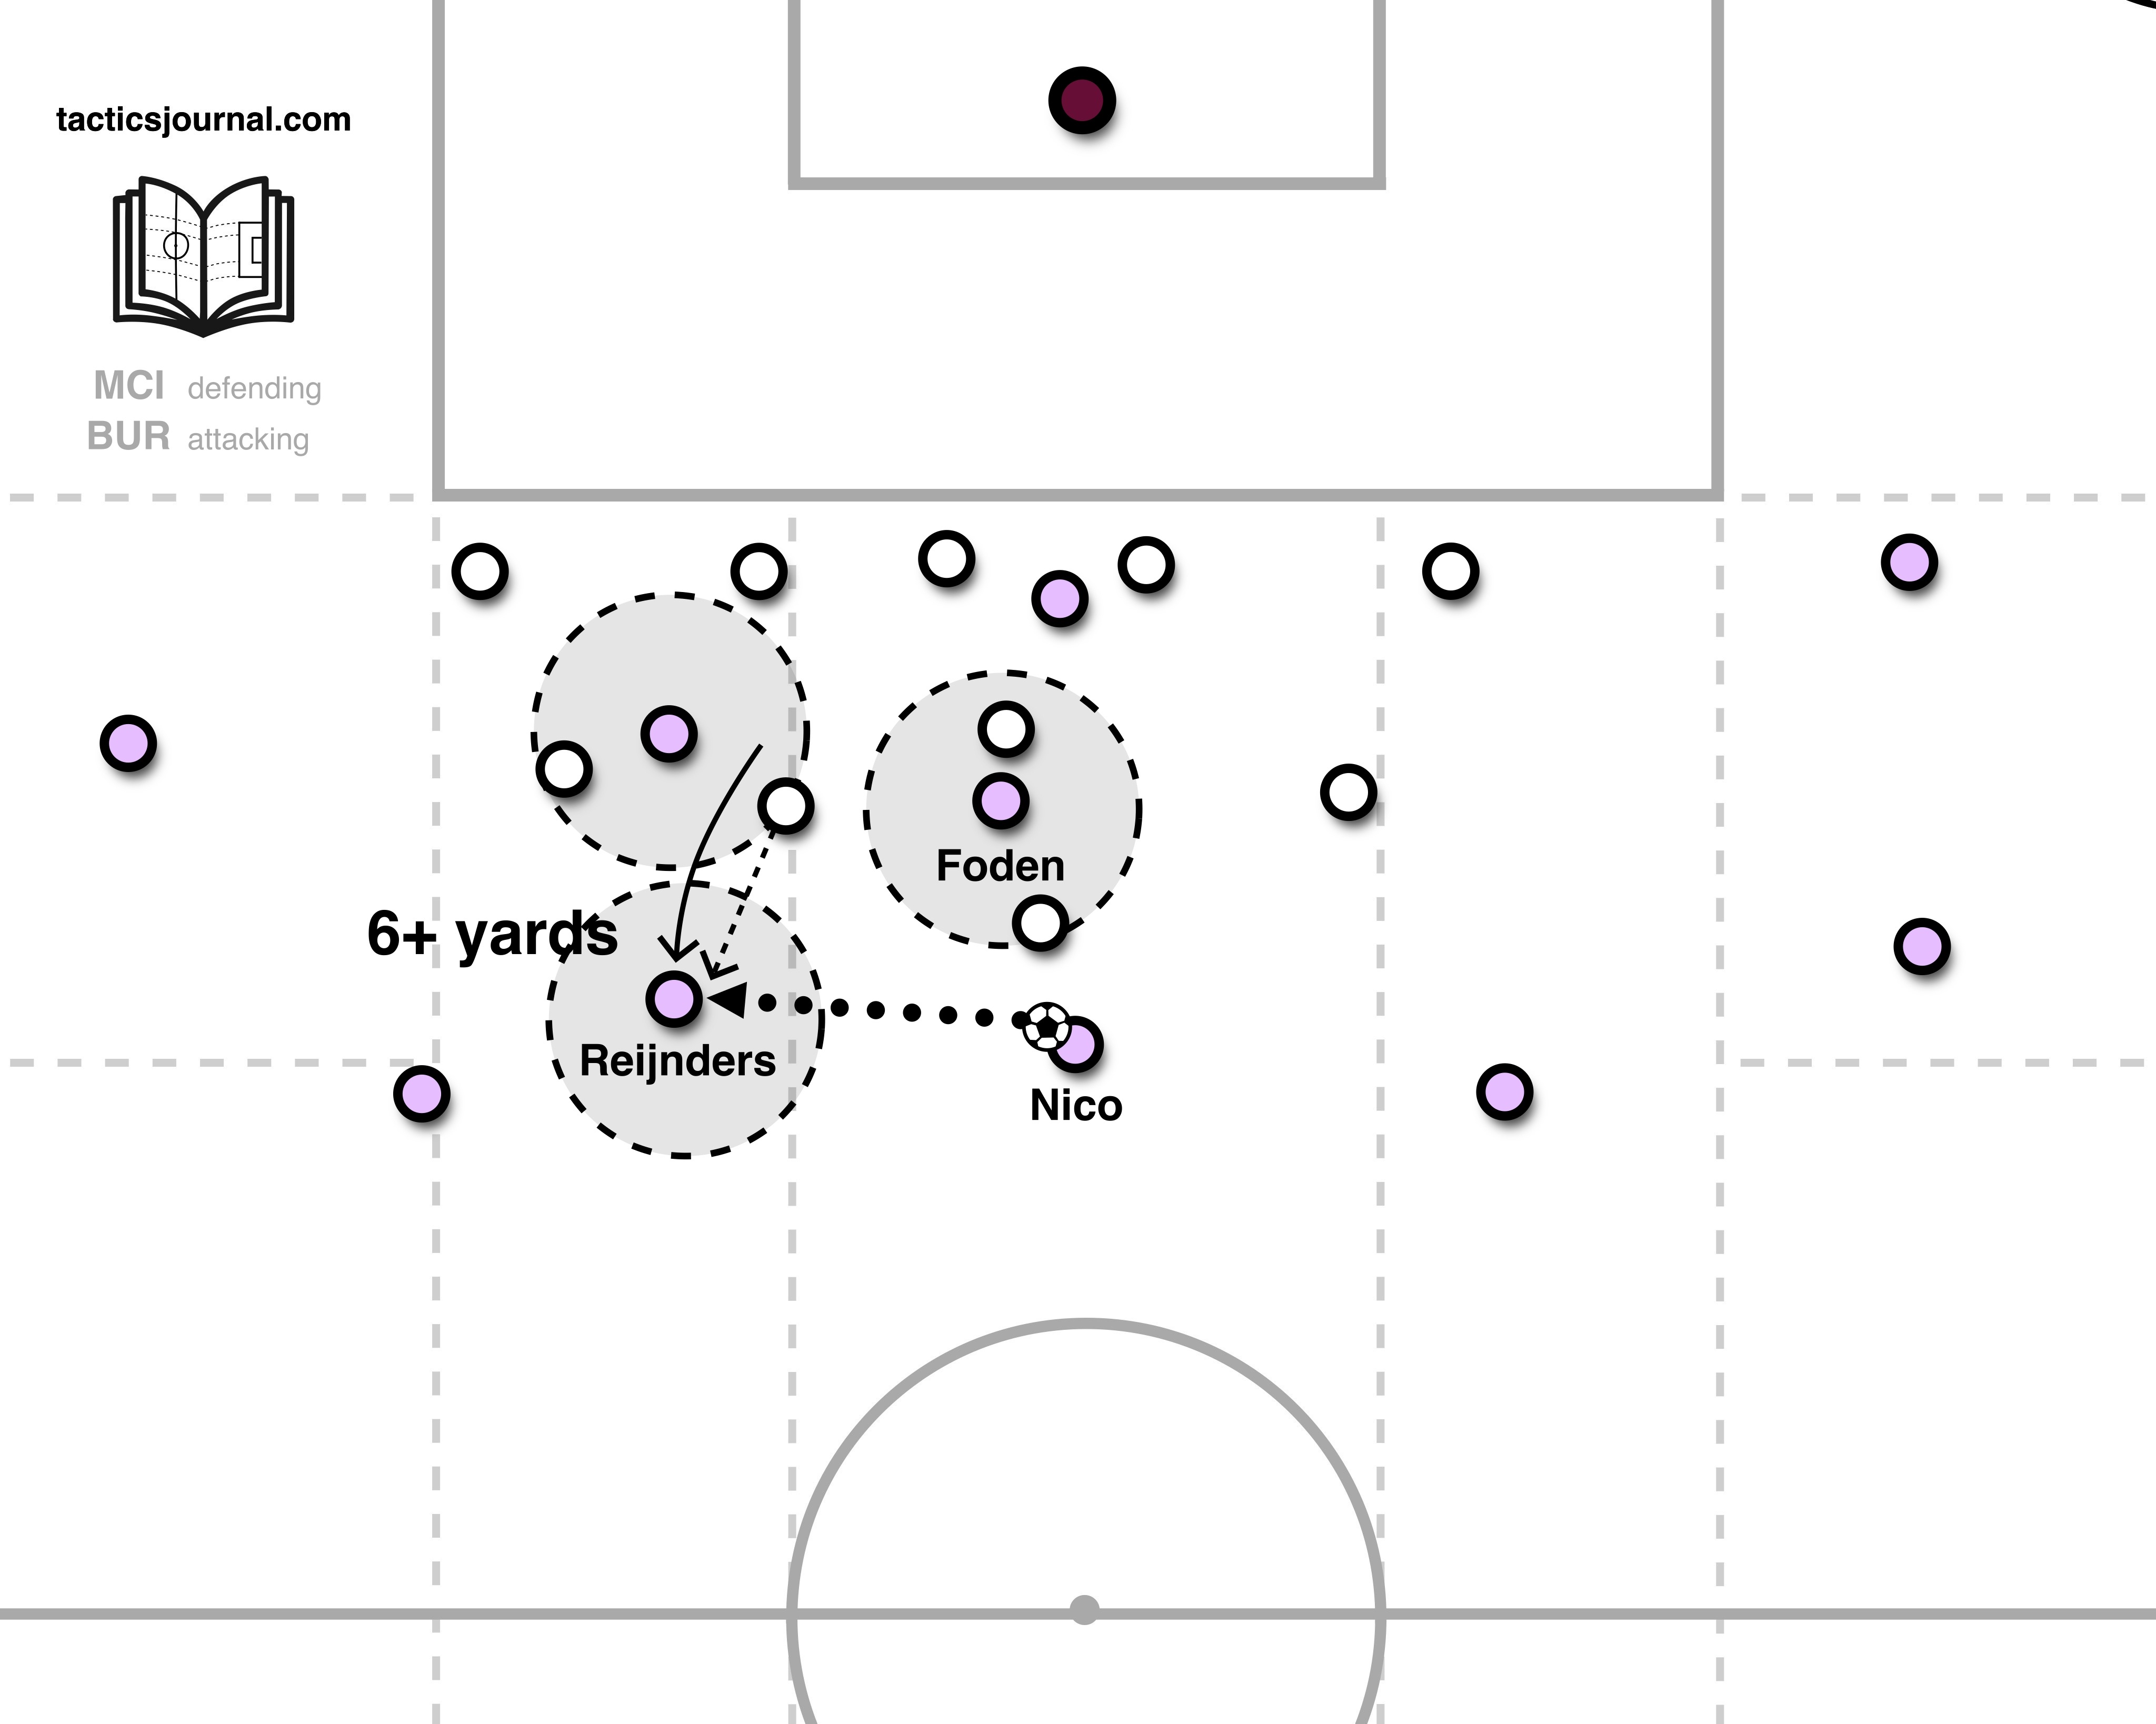 tacticsjournal.com
MCI defending
BUR attacking
Foden
6+ yards
Reijnders
Nico